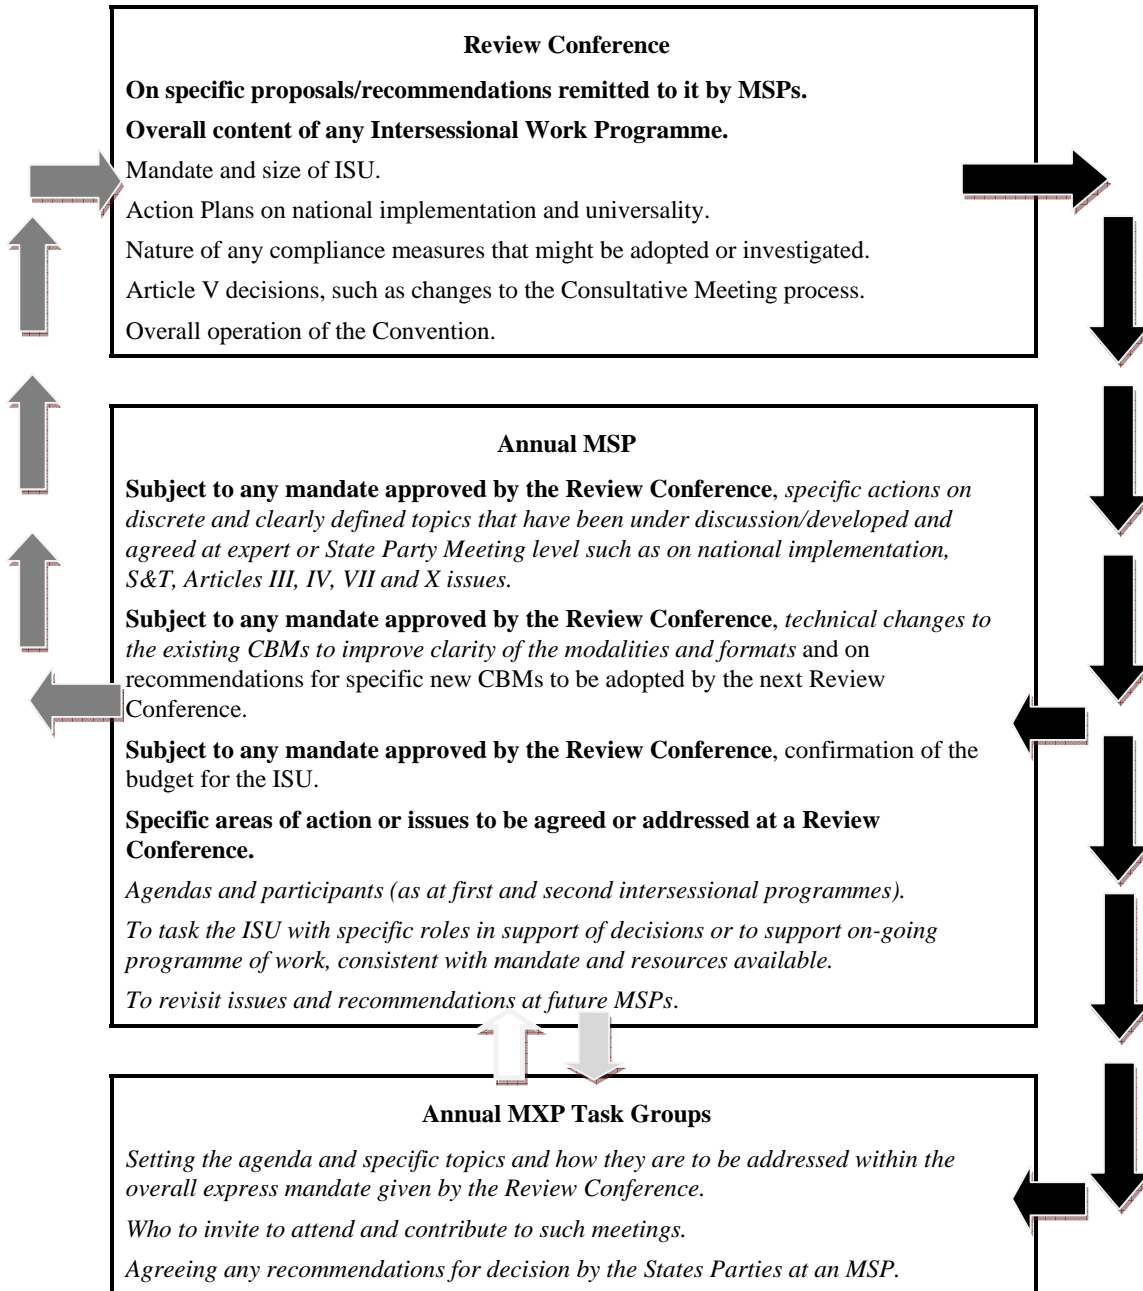 Review Conference
On specific proposals/recommendations remitted to it by MSPs.
Overall content of any Intersessional Work Programme.
Mandate and size of ISU.
Action Plans on national implementation and universality.
Nature of any compliance measures that might be adopted or investigated.
Article V decisions, such as changes to the Consultative Meeting process.
Overall operation of the Convention.
Annual MSP
Subject to any mandate approved by the Review Conference, specific actions on
discrete and clearly defined topics that have been under discussion/developed and
agreed at expert or State Party Meeting level such as on national implementation,
S&T, Articles III, IV, VII and X issues.
Subject to any mandate approved by the Review Conference, technical changes to
the existing CBMs to improve clarity of the modalities and formats and on
recommendations for specific new CBMs to be adopted by the next Review
Conference.
Subject to any mandate approved by the Review Conference, confirmation of the
budget for the ISU.
Specific areas of action or issues to be agreed or addressed at a Review
Conference.
Agendas and participants (as at first and second intersessional programmes).
To task the ISU with specific roles in support of decisions or to support on-going
programme of work, consistent with mandate and resources available.
To revisit issues and recommendations at future MSPs.
Annual MXP Task Groups
Setting the agenda and specific topics and how they are to be addressed within the
overall express mandate given by the Review Conference.
Who to invite to attend and contribute to such meetings.
Agreeing any recommendations for decision by the States Parties at an MSP.